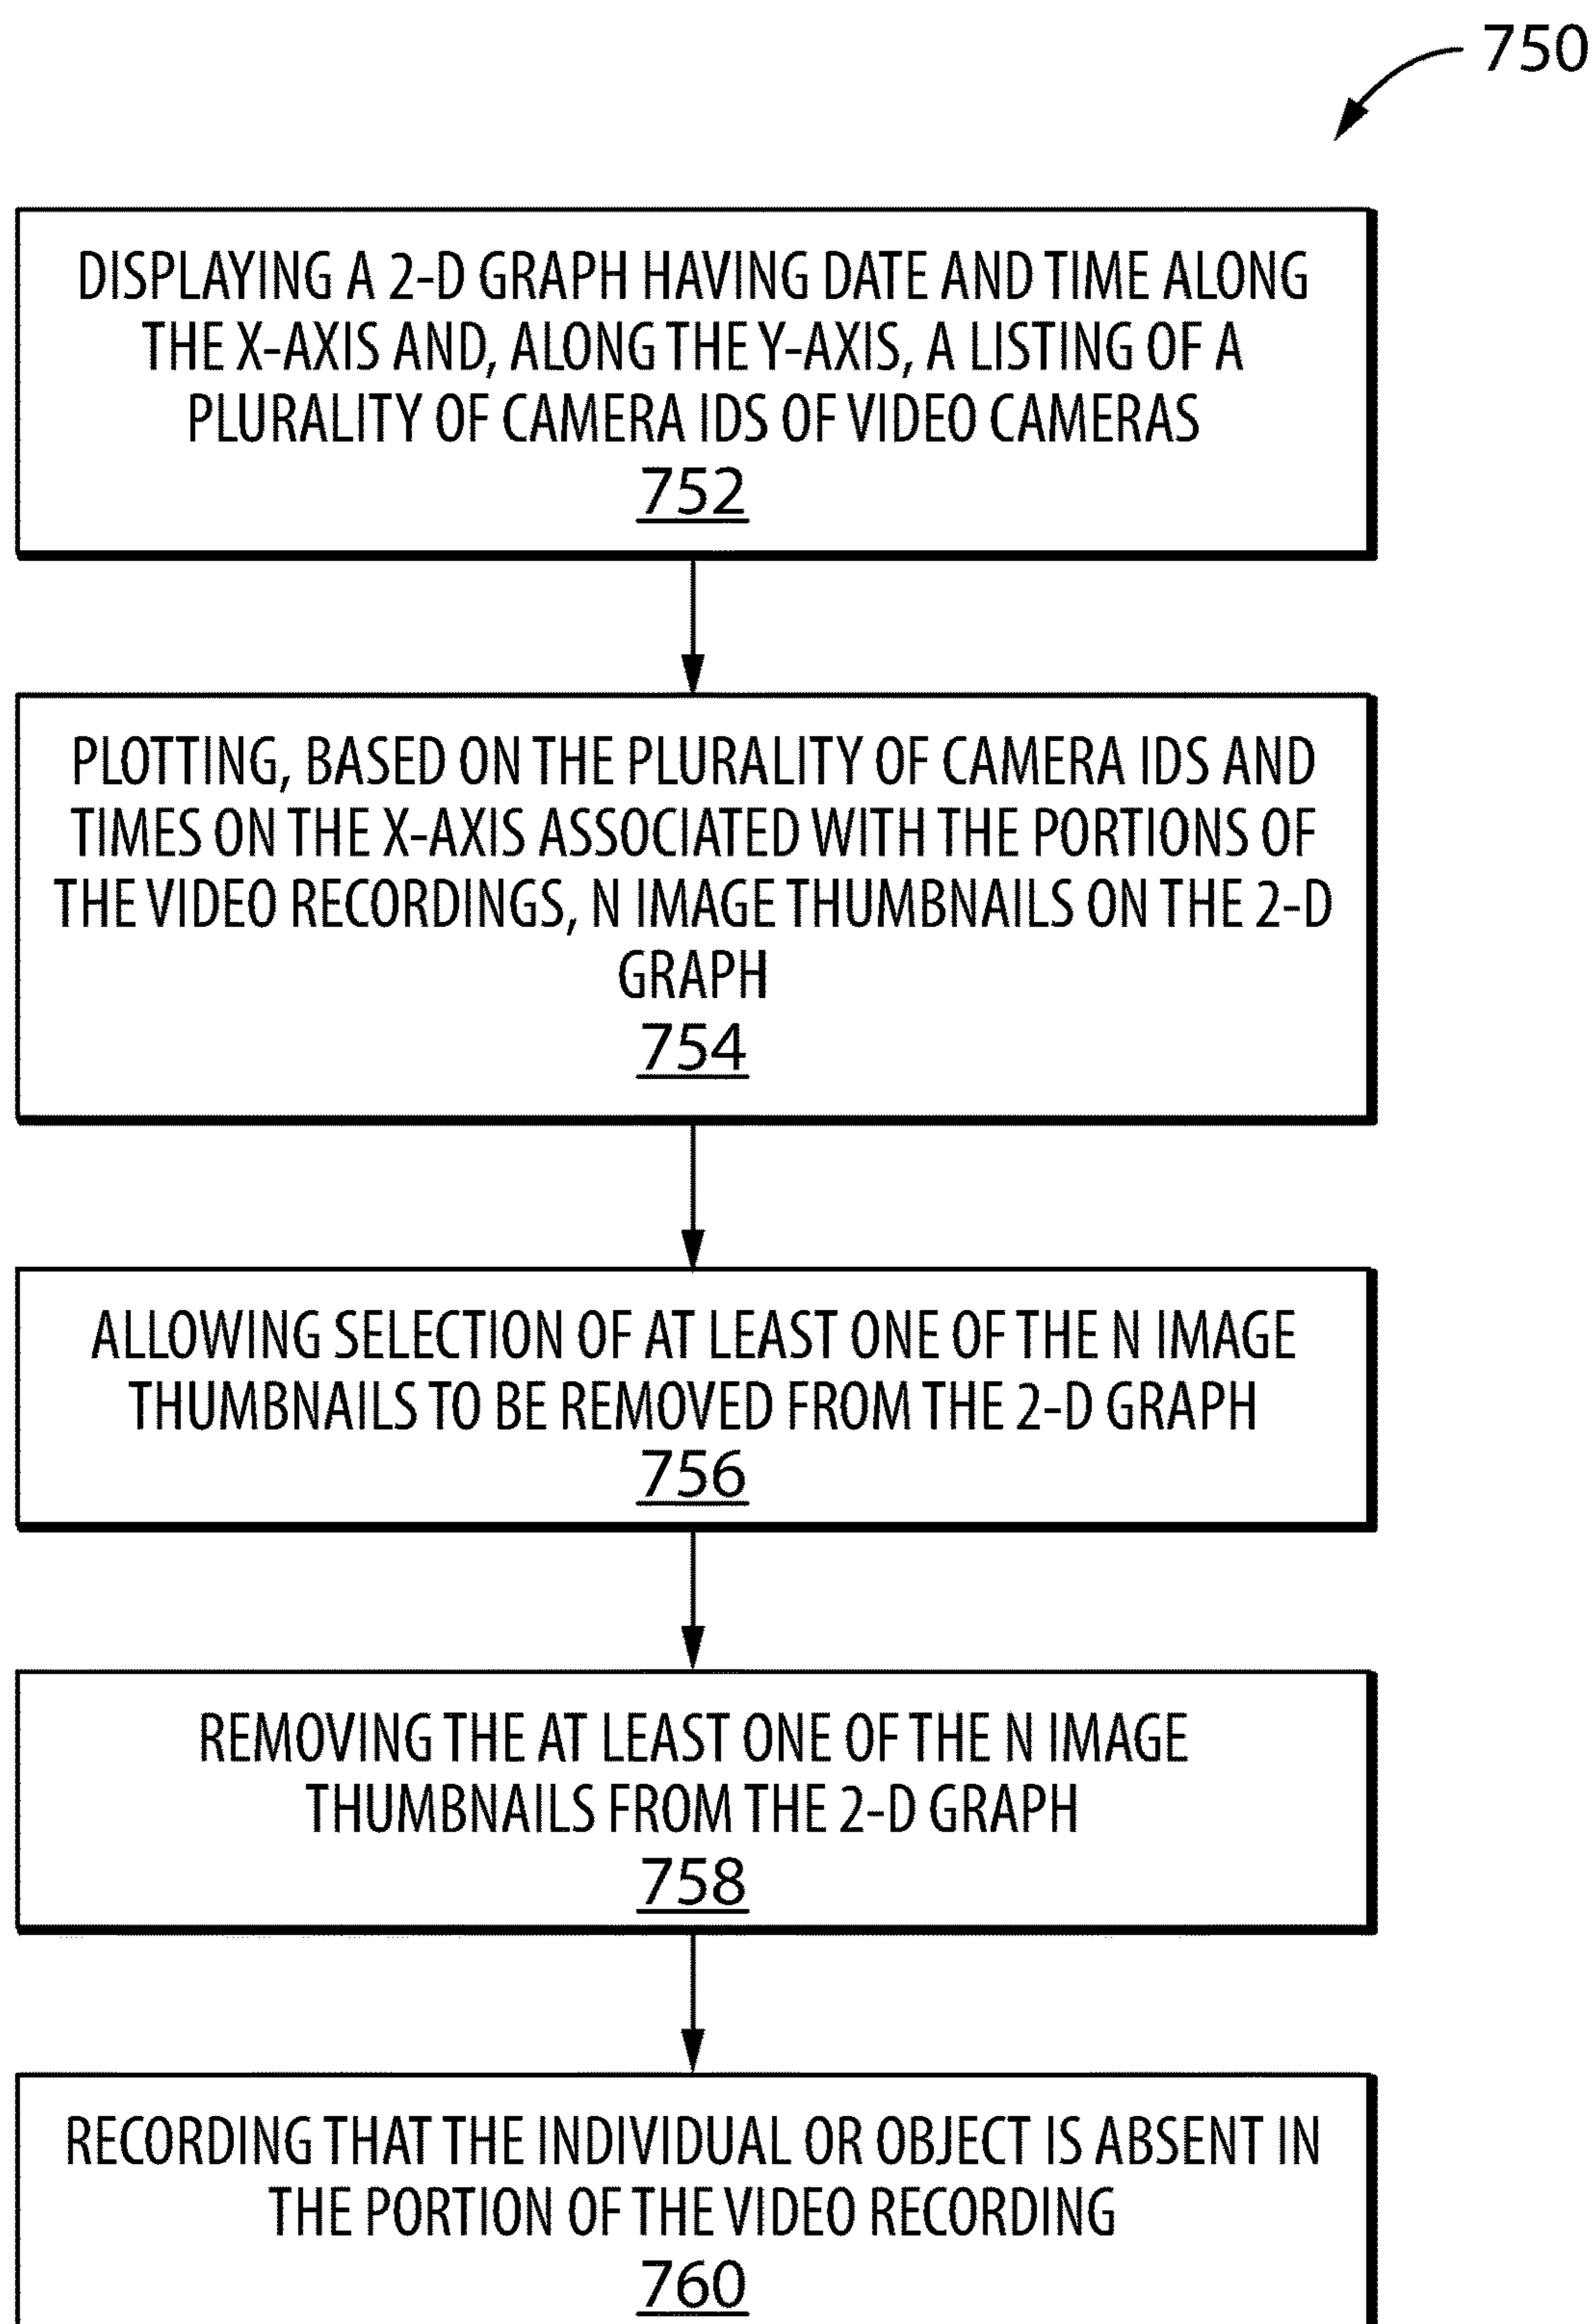 750
DISPLAYING A 2-D GRAPH HAVING DATE AND TIME ALONG
THE X-AXIS AND, ALONG THE Y-AXIS, A LISTING OF A
PLURALITY OF CAMERA IDS OF VIDEO CAMERAS
752
PLOTTING, BASED ON THE PLURALITY OF CAMERA IDS AND
TIMES ON THE X-AXIS ASSOCIATED WITH THE PORTIONS OF
THE VIDEO RECORDINGS, N IMAGE THUMBNAILS ON THE 2-D
GRAPH
754
ALLOWING SELECTION OF AT LEAST ONE OF THE N IMAGE
THUMBNAILS TO BE REMOVED FROM THE 2-D GRAPH
756
REMOVING THE AT LEAST ONE OF THE N IMAGE
THUMBNAILS FROM THE 2-D GRAPH
758
RECORDING THAT THE INDIVIDUAL OR OBJECT IS ABSENT IN
THE PORTION OF THE VIDEO RECORDING
760